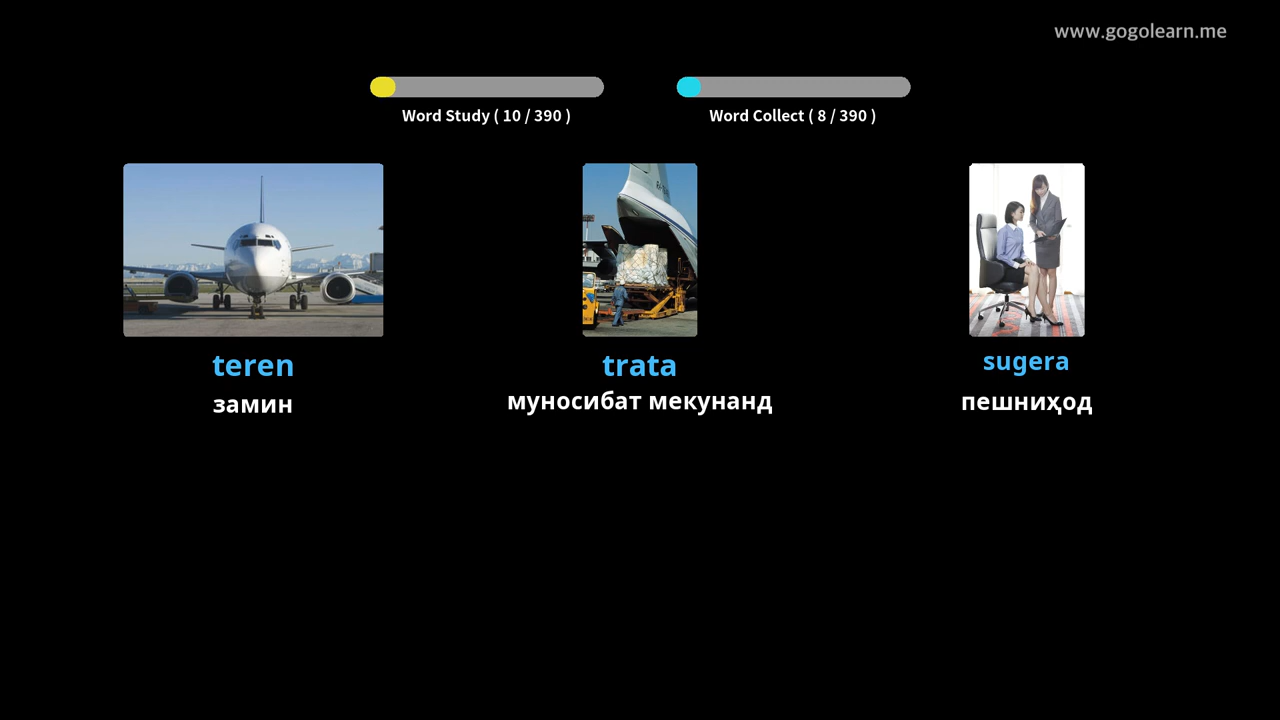 www.gogolearn.me
Word Study ( 10 / 390 )
Word Collect ( 8 / 390 )
teren
trata
sugera
замин
муносибат мекунанд
пешниҳод